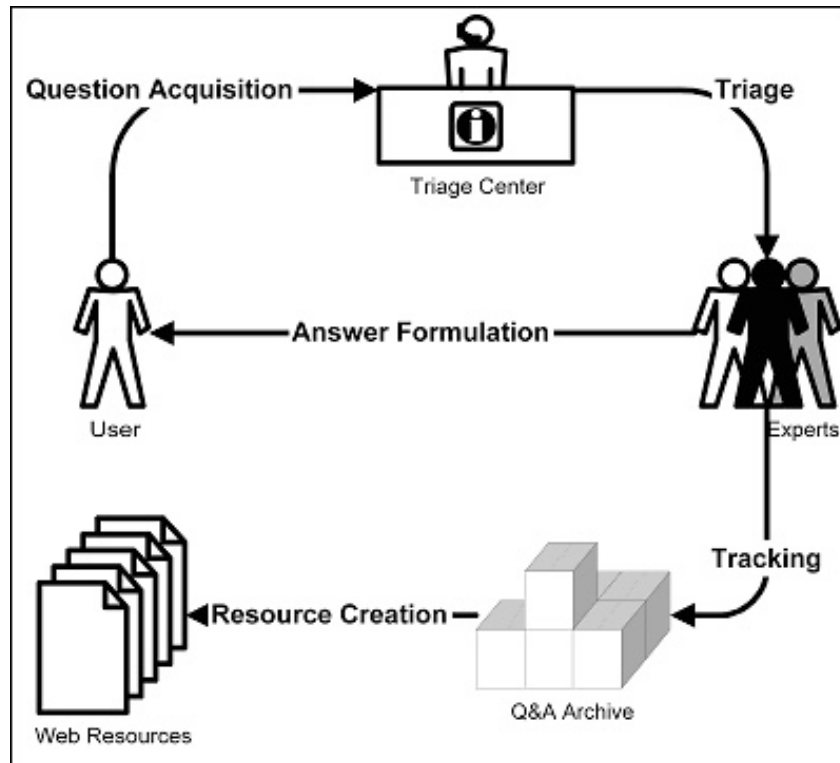 Question Acquisition
Triage
i
Triage Center
Answer Formulation
User
Experts
Tracking
Resource Creation
Q&A Archive
Web Resources